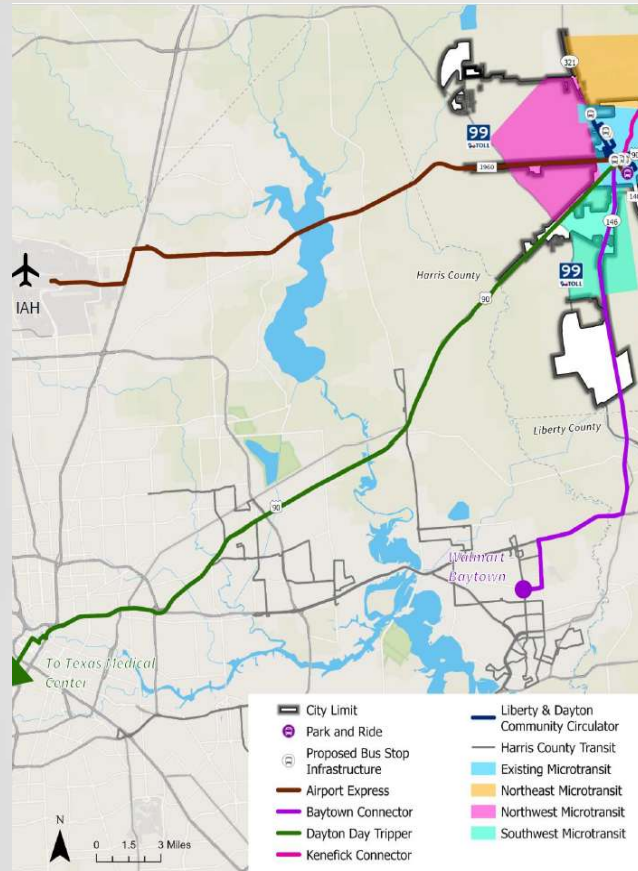 321
99
TOLL
1960
90
146
146
IAH
Harris County
99
TOLL
90
Liberty County
90
Walmart
Baytown
To Texas Medical
Center
N
0 1.5 3 Miles
City Limit
Park and Ride
Proposed Bus Stop
Infrastructure
Airport Express
Baytown Connector
Dayton Day Tripper
Kenefick Connector
Liberty & Dayton
Community Circulator
Harris County Transit
Existing Microtransit
Northeast Microtransit
Northwest Microtransit
Southwest Microtransit